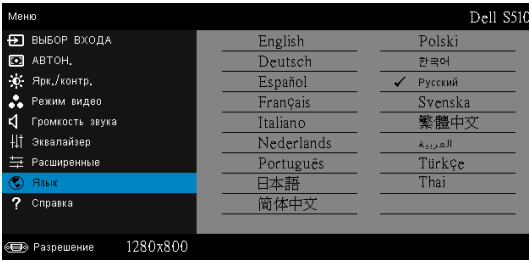 Меню
Dell S510
ВЫБОР ВХОДА
АВТОН.
Ярк./контр.
Режим видео
Громкость звука
Эквалайзер
Расширенные
Язык
Справка
English
Polski
Deutsch
한국어
Español
Русский
Français
Svenska
Italiano
繁體中文
Nederlands
العربية
Português
Türkçe
日本語
Thai
简体中文
Разрешение 1280x800